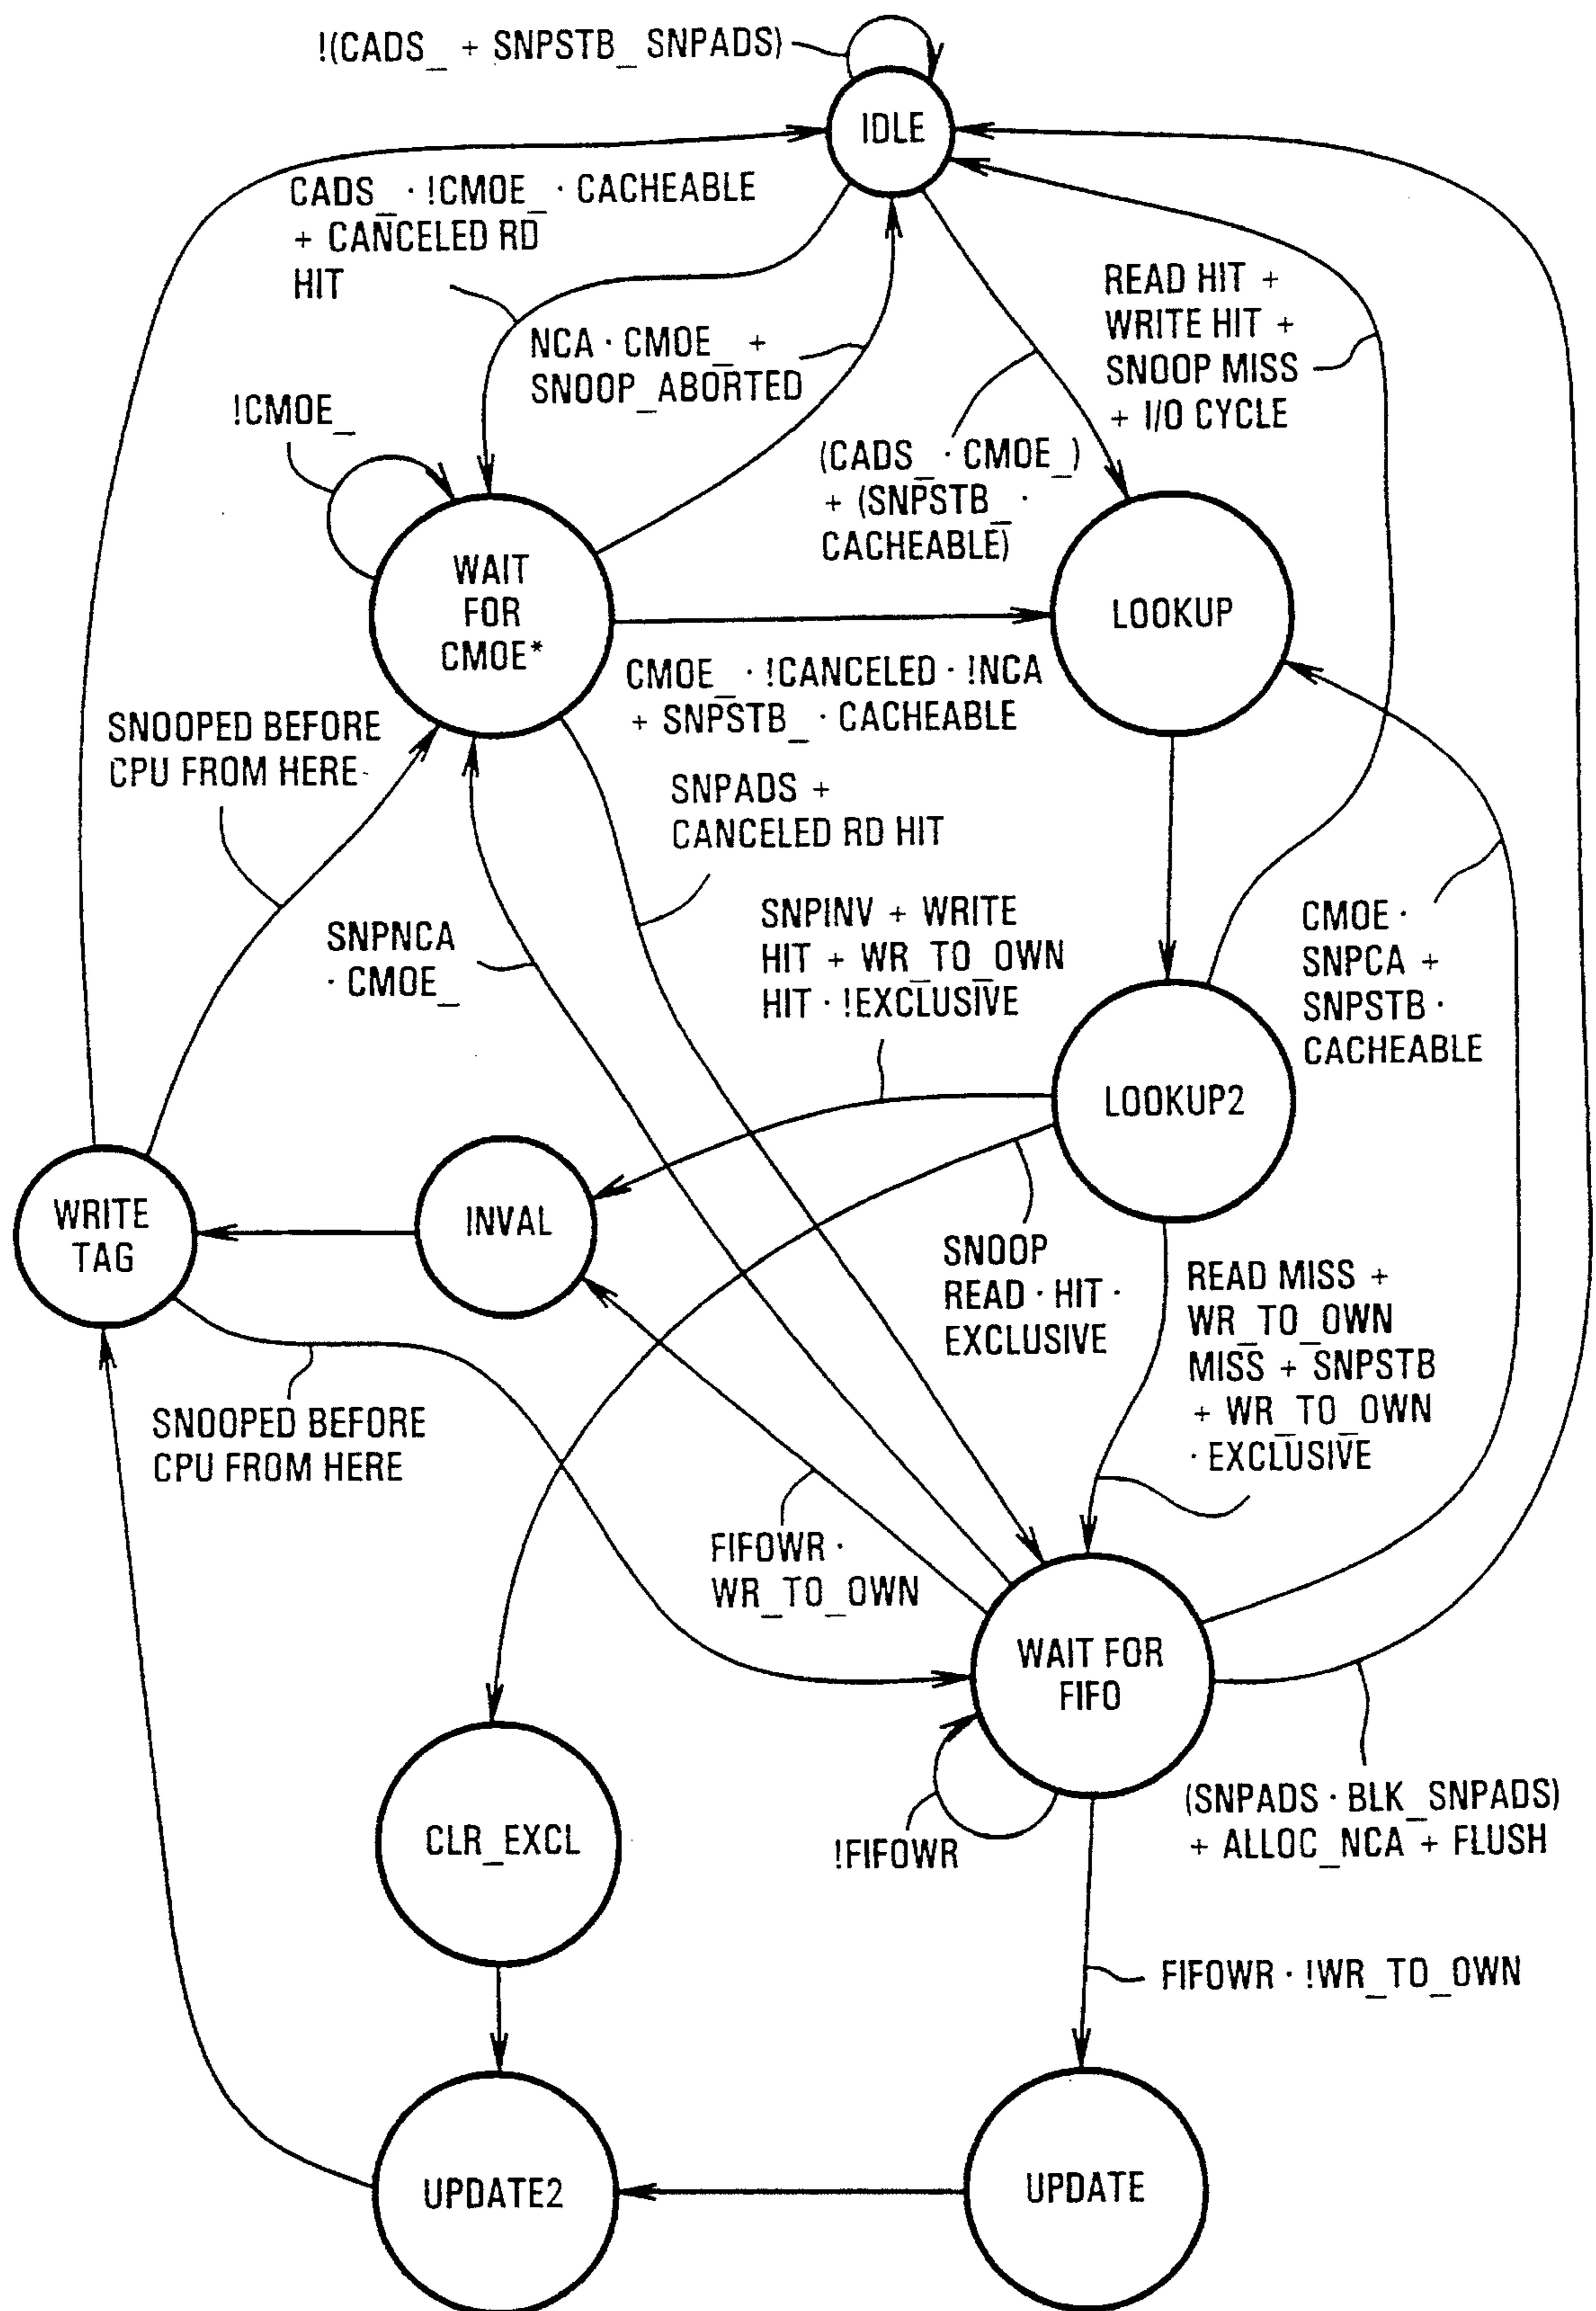 !(CADS_ + SNPSTB_ SNPADS)
IDLE
CADS_ · !CMOE_ · CACHEABLE
+ CANCELED RD
HIT
READ HIT +
WRITE HIT +
SNOOP MISS
+ I/O CYCLE
NCA · CMOE_ +
SNOOP_ABORTED
!CMOE_
(CADS_ · CMOE_)
+ (SNPSTB_ ·
CACHEABLE)
WAIT
FOR
CMOE*
LOOKUP
CMOE_ · !CANCELED · !NCA
+ SNPSTB_ · CACHEABLE
SNOOPED BEFORE
CPU FROM HERE
SNPADS +
CANCELED RD HIT
SNPNCA
· CMOE_
SNPINV + WRITE
HIT + WR_TO_OWN
HIT · !EXCLUSIVE
CMOE ·
SNPCA +
SNPSTB ·
CACHEABLE
LOOKUP2
WRITE
TAG
INVAL
SNOOP
READ · HIT ·
EXCLUSIVE
READ MISS +
WR_TO_OWN
MISS + SNPSTB
+ WR_TO_OWN
· EXCLUSIVE
SNOOPED BEFORE
CPU FROM HERE
FIFOWR ·
WR_TO_OWN
WAIT FOR
FIFO
CLR_EXCL
!FIFOWR
(SNPADS · BLK_SNPADS)
+ ALLOC_NCA + FLUSH
FIFOWR · !WR_TO_OWN
UPDATE2
UPDATE